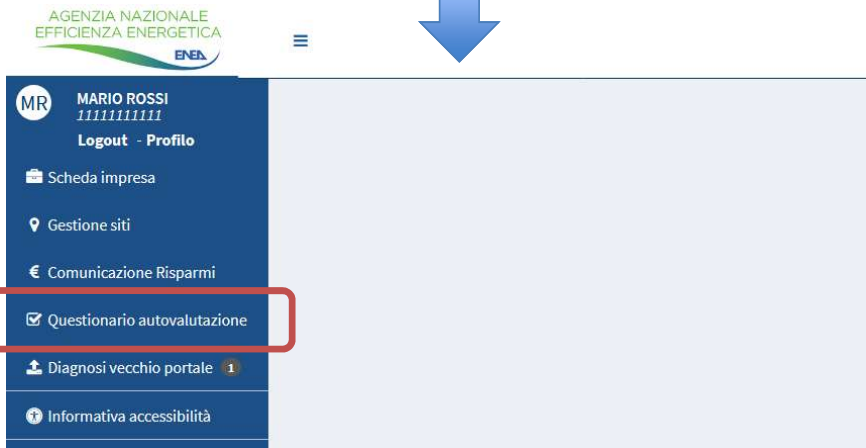 AGENZIA NAZIONALE
EFFICIENZA ENERGETICA
ENEA
MR
MARIO ROSSI
11111111111
Logout - Profilo
Scheda impresa
Gestione siti
€ Comunicazione Risparmi
Questionario autovalutazione
Diagnosi vecchio portale 1
Informativa accessibilità